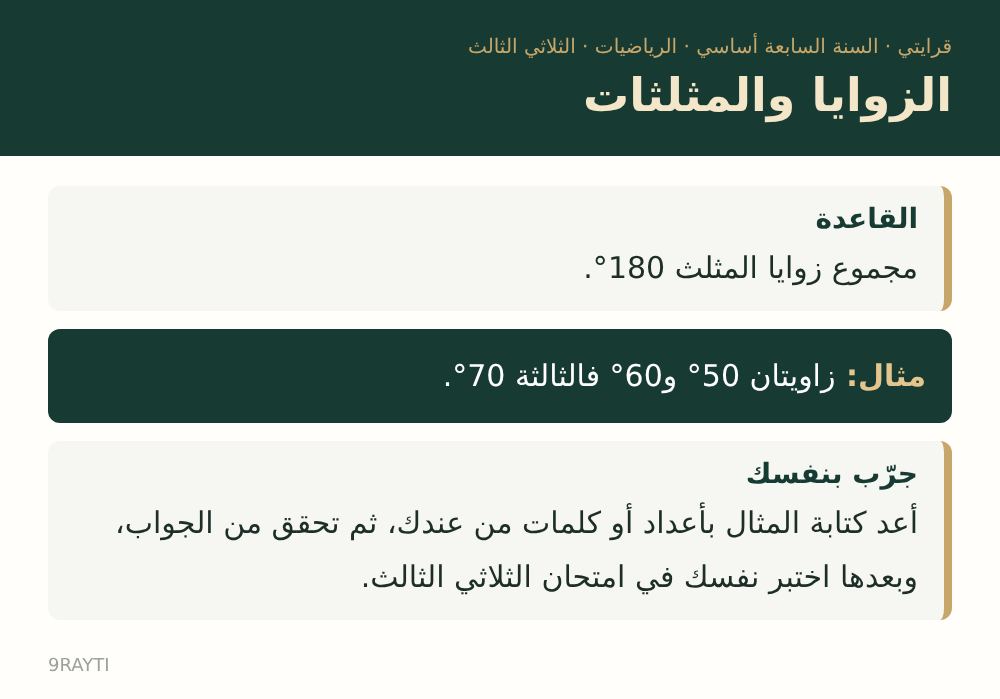 قرايتي · السنة السابعة أساسي · الرياضيات · الثلاثي الثالث
الزوايا والمثلثات
القاعدة
مجموع زوايا المثلث 180°.
مثال: زاويتان 50° و60° فالثالثة 70°.
جرّب بنفسك
أعد كتابة المثال بأعداد أو كلمات من عندك، ثم تحقق من الجواب،
وبعدها اختبر نفسك في امتحان الثلاثي الثالث.
9RAYTI